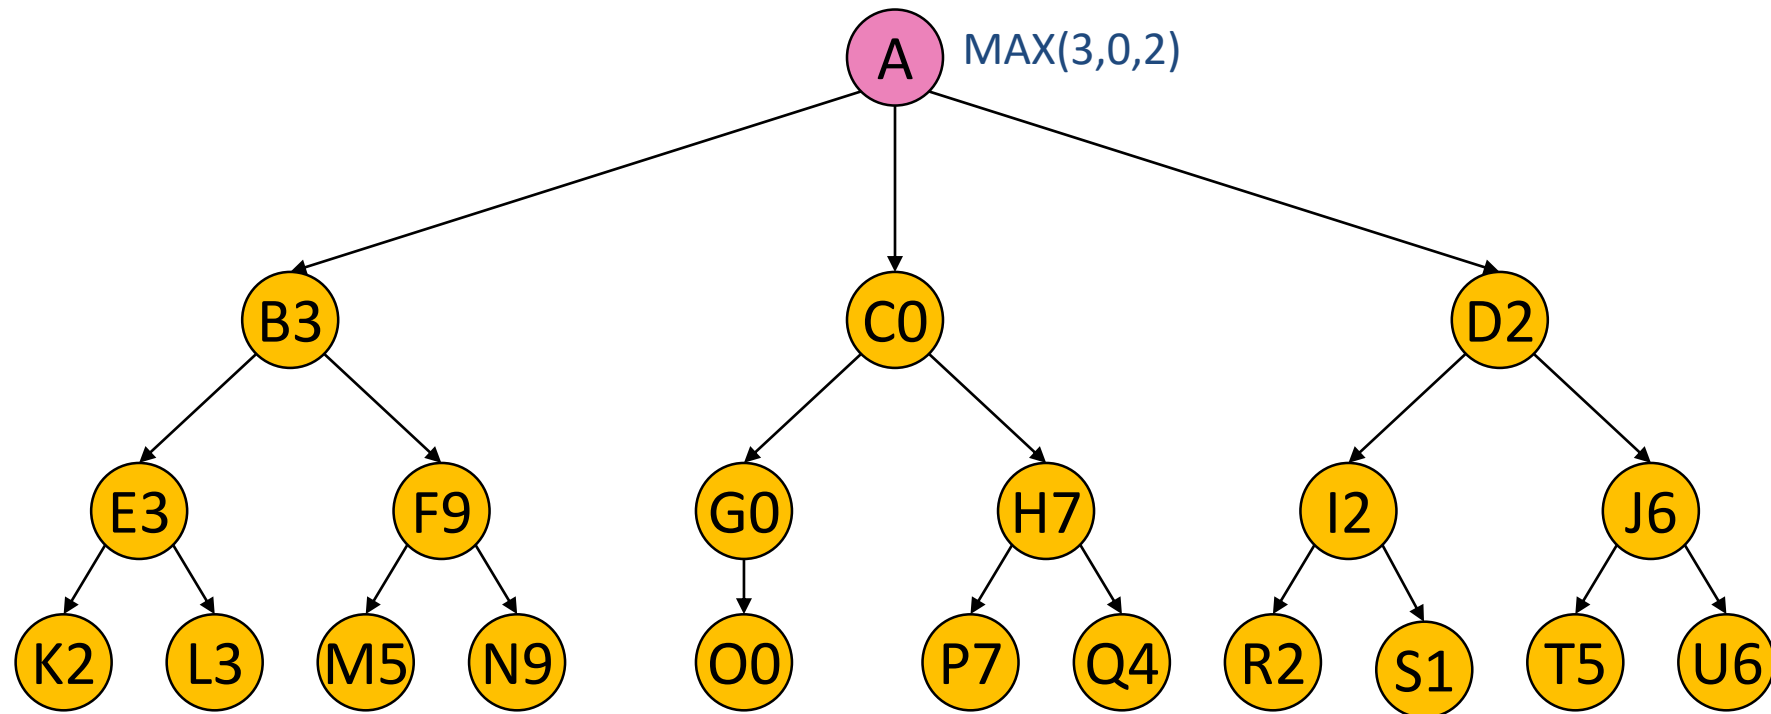 A MAX(3,0,2)
B3 C0 D2
E3 F9 G0 H7 I2 J6
K2 L3 M5 N9 O0 P7 Q4 R2 S1 T5 U6